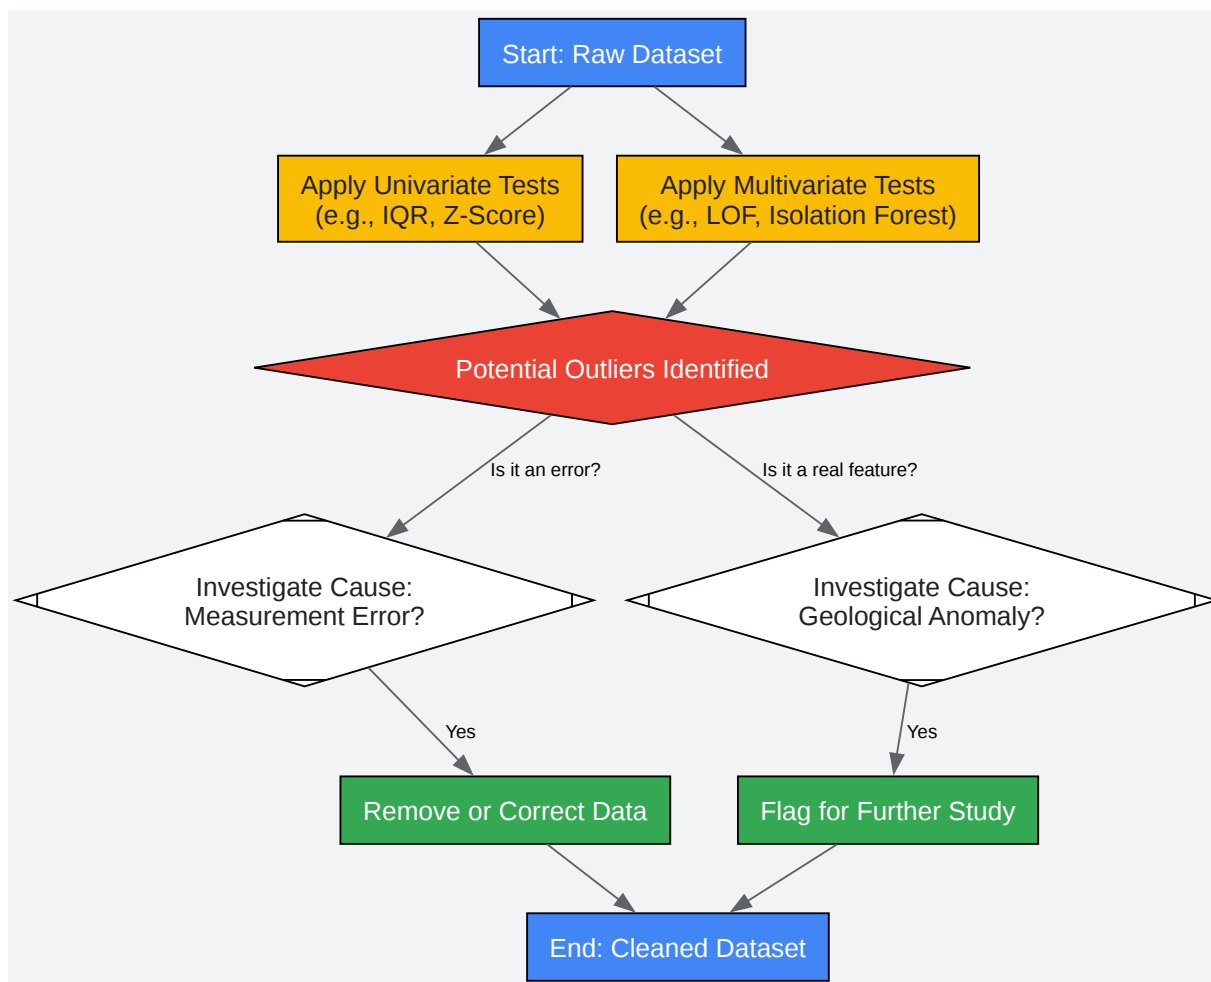 Start: Raw Dataset
Apply Univariate Tests
(e.g., IQR, Z-Score)
Apply Multivariate Tests
(e.g., LOF, Isolation Forest)
Potential Outliers Identified
Is it an error?
Is it a real feature?
Investigate Cause:
Measurement Error?
Investigate Cause:
Geological Anomaly?
Yes
Yes
Remove or Correct Data
Flag for Further Study
End: Cleaned Dataset